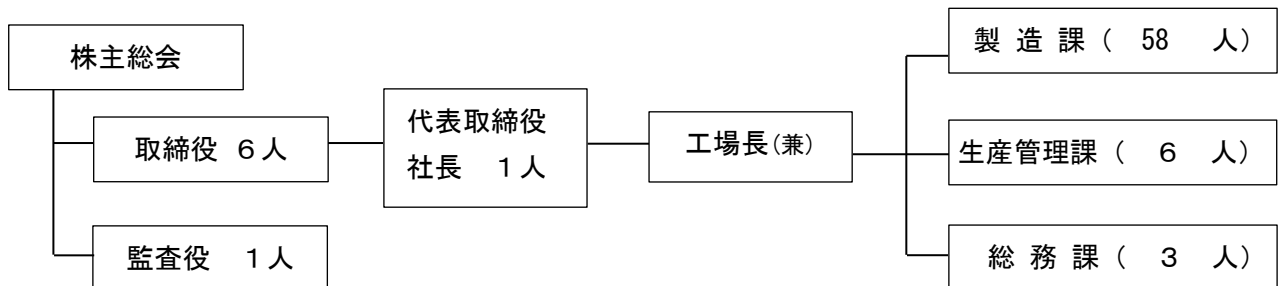 株主総会
取締役 6人
監査役 1人
代表取締役
社長 1人
工場長(兼)
製 造 課 ( 58 人)
生産管理課 ( 6 人)
総 務 課 ( 3 人)